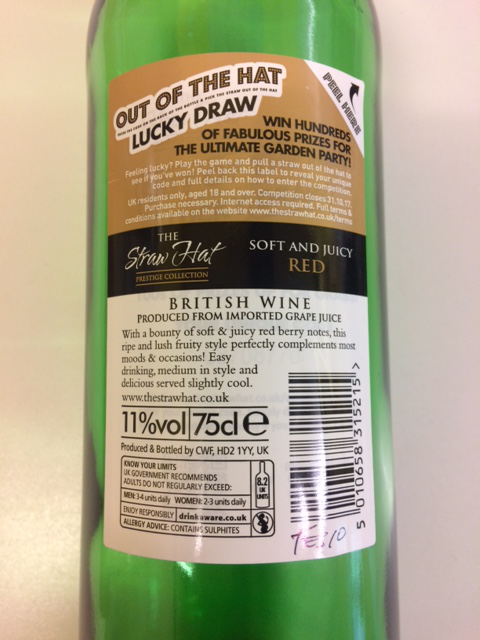 PEEL HERE
OUT OF THE HAT
LUCKY DRAW
WIN HUNDREDS
OF FABULOUS PRIZES FOR
THE ULTIMATE GARDEN PARTY!
Feeling lucky? Play the game and pull a straw out of the hat to
see if you've won! Peel back this label to reveal your unique
code and full details on how to enter the competition.
UK residents only, aged 18 and over. Competition closes 31.10.17.
Purchase necessary. Internet access required. Full terms &
conditions available on the website www.thestrawhat.co.uk/terms
THE
Straw Hat
PRESTIGE COLLECTION
SOFT AND JUICY
RED
BRITISH WINE
PRODUCED FROM IMPORTED GRAPE JUICE
With a bounty of soft & juicy red berry notes, this
ripe and lush fruity style perfectly complements most
moods & occasions! Easy
drinking, medium in style and
delicious served slightly cool.
www.thestrawhat.co.uk
11%vol 75cl e
Produced & Bottled by CWF, HD2 1YY, UK
KNOW YOUR LIMITS
UK GOVERNMENT RECOMMENDS
ADULTS DO NOT REGULARLY EXCEED:
MEN: 3-4 units daily WOMEN: 2-3 units daily
ENJOY RESPONSIBLY drinkaware.co.uk
ALLERGY ADVICE: CONTAINS SULPHITES
8.2
UK
UNITS
5 010658 315215 >